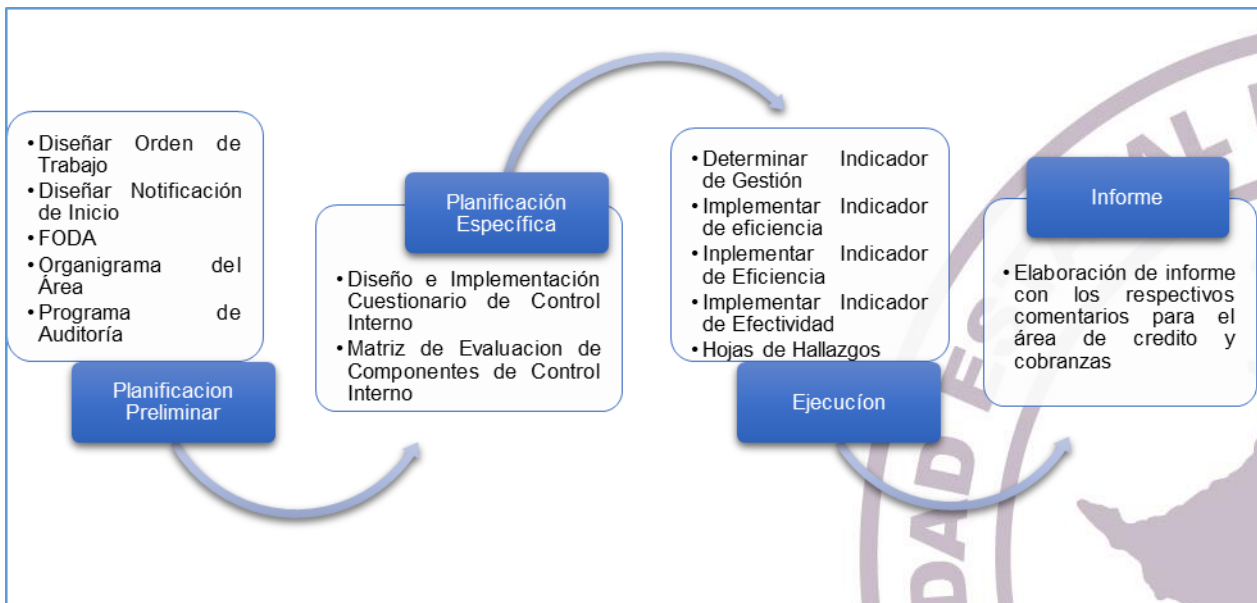 • Diseñar Orden de
Trabajo
• Diseñar Notificación
de Inicio
• FODA
• Organigrama del
Área
• Programa de
Auditoría
Planificacion
Preliminar
Planificación
Específica
• Diseño e Implementación
Cuestionario de Control
Interno
• Matriz de Evaluacion de
Componentes de Control
Interno
• Determinar Indicador
de Gestión
• Implementar Indicador
de eficiencia
• Inplementar Indicador
de Eficiencia
• Implementar Indicador
de Efectividad
• Hojas de Hallazgos
Ejecucíon
Informe
• Elaboración de informe
con los respectivos
comentarios para el
área de credito y
cobranzas